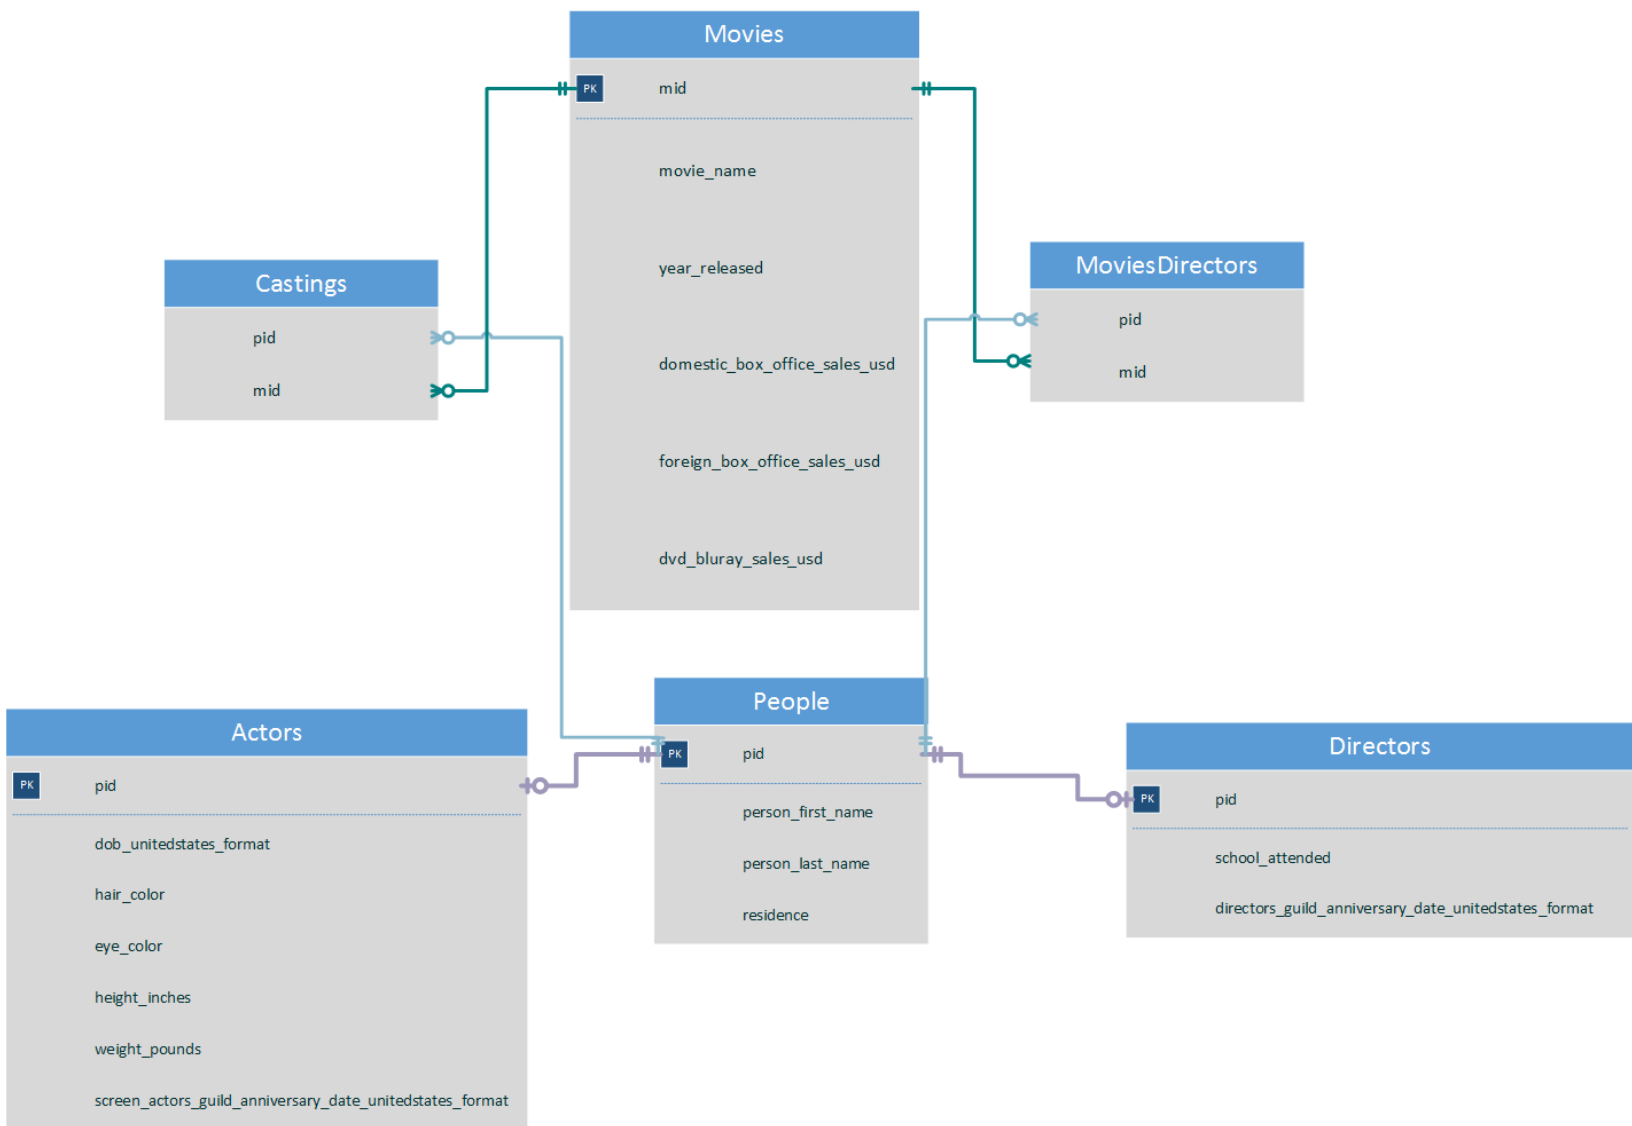 Movies
PK mid
movie_name
year_released
domestic_box_office_sales_usd
foreign_box_office_sales_usd
dvd_bluray_sales_usd
Castings
pid
mid
MoviesDirectors
pid
mid
Actors
PK pid
dob_unitedstates_format
hair_color
eye_color
height_inches
weight_pounds
screen_actors_guild_anniversary_date_unitedstates_format
People
PK pid
person_first_name
person_last_name
residence
Directors
PK pid
school_attended
directors_guild_anniversary_date_unitedstates_format